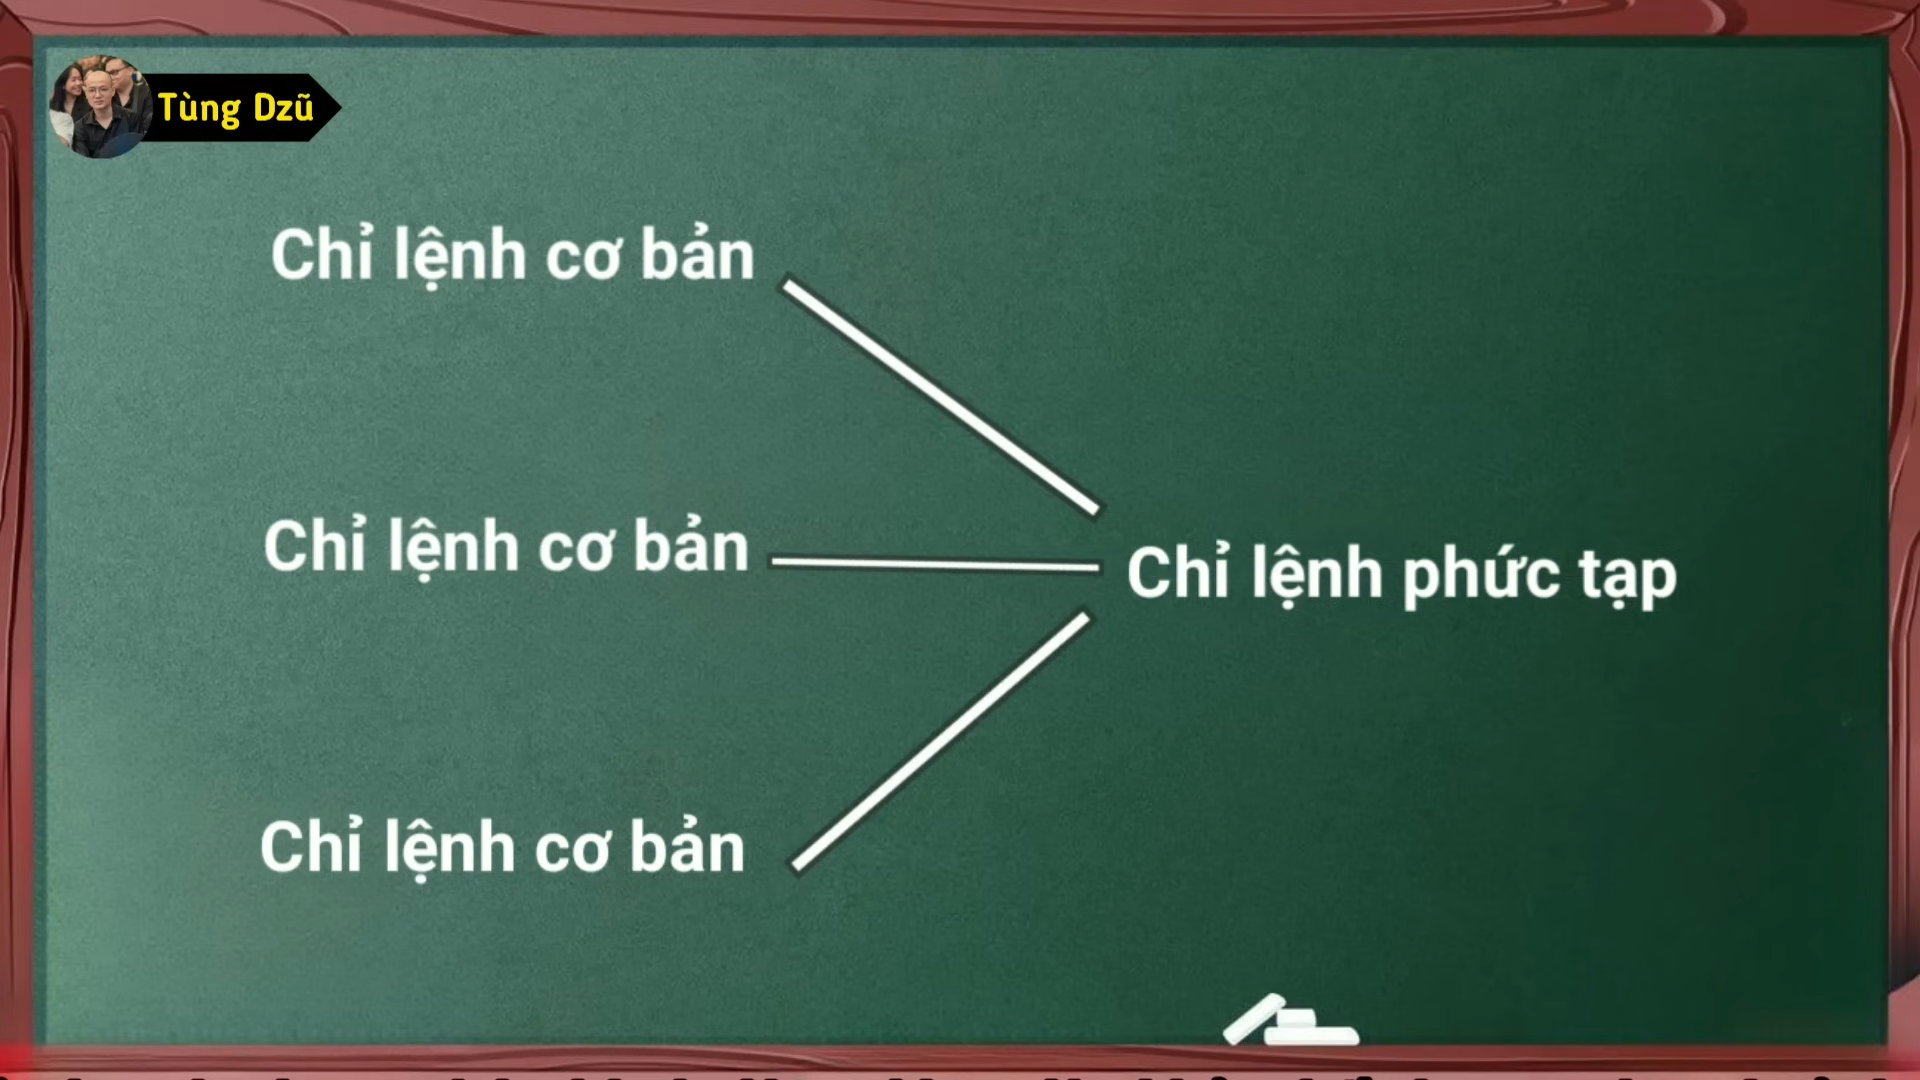 Tùng Dzũ
Chỉ lệnh cơ bản
Chỉ lệnh cơ bản
Chỉ lệnh phức tạp
Chỉ lệnh cơ bản